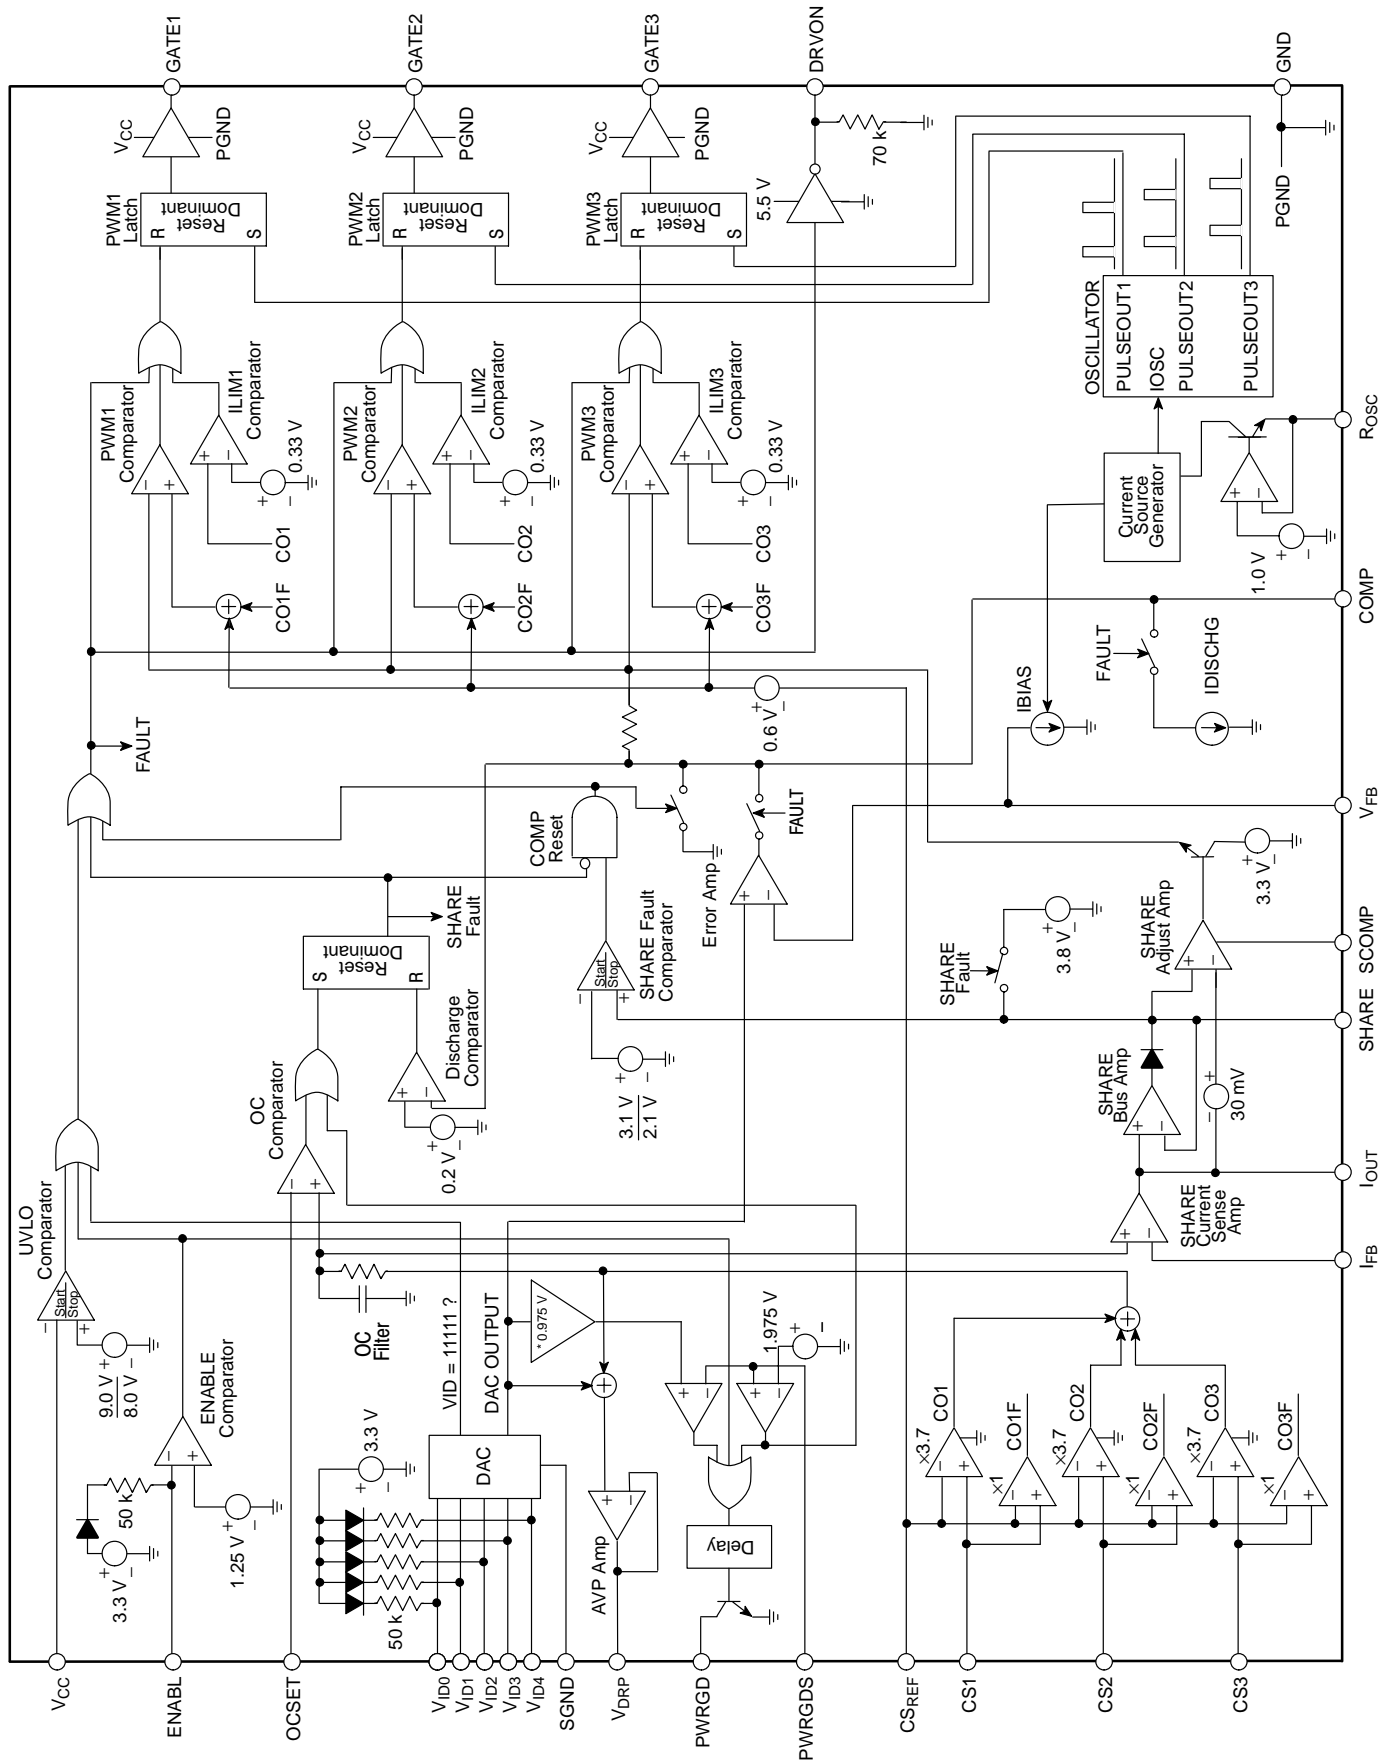 VCC
ENABL
OCSET
VID0
VID1
VID2
VID3
VID4
SGND
VDRP
PWRGD
PWRGDS
CSREF
CS1
CS2
CS3
3.3 V
+
−
50 k
1.25 V
+
−
ENABLE
Comparator
−
+
9.0 V
8.0 V
+
−
UVLO
Comparator
Start
Stop
−
+
50 k
3.3 V
+
−
DAC
VID = 11111 ?
DAC OUTPUT
OC
Filter
* 0.975 V
AVP Amp
+
−
+
Delay
+
−
+
−
1.975 V
+
−
×3.7
CO1
−
+
×1
CO1F
−
+
×3.7
CO2
−
+
×1
CO2F
−
+
×3.7
CO3
−
+
×1
CO3F
−
+
+
OC
Comparator
−
+
0.2 V
+
−
Discharge
Comparator
+
−
S
R
Reset
Dominant
SHARE
Fault
3.1 V
2.1 V
+
−
SHARE Fault
Comparator
Start
Stop
−
+
COMP
Reset
Error Amp
+
−
FAULT
FAULT
SHARE
Current
Sense
Amp
+
−
SHARE
Bus Amp
+
−
30 mV
−
+
SHARE
Adjust Amp
+
−
SHARE
Fault
3.8 V
+
−
3.3 V
+
−
0.6 V
+
−
IBIAS
FAULT
IDISCHG
1.0 V
+
−
+
−
Current
Source
Generator
OSCILLATOR
PULSEOUT1
IOSC
PULSEOUT2
PULSEOUT3
CO1F
+
CO1
PWM1
Comparator
−
+
ILIM1
Comparator
+
−
0.33 V
+
−
PWM1
Latch
R
S
Reset
Dominant
VCC
PGND
CO2F
+
CO2
PWM2
Comparator
−
+
ILIM2
Comparator
+
−
0.33 V
+
−
PWM2
Latch
R
S
Reset
Dominant
VCC
PGND
CO3F
+
CO3
PWM3
Comparator
−
+
ILIM3
Comparator
+
−
0.33 V
+
−
PWM3
Latch
R
S
Reset
Dominant
VCC
PGND
5.5 V
70 k
PGND
GATE1
GATE2
GATE3
DRVON
GND
IFB
IOUT
SHARE
SCOMP
VFB
COMP
ROSC